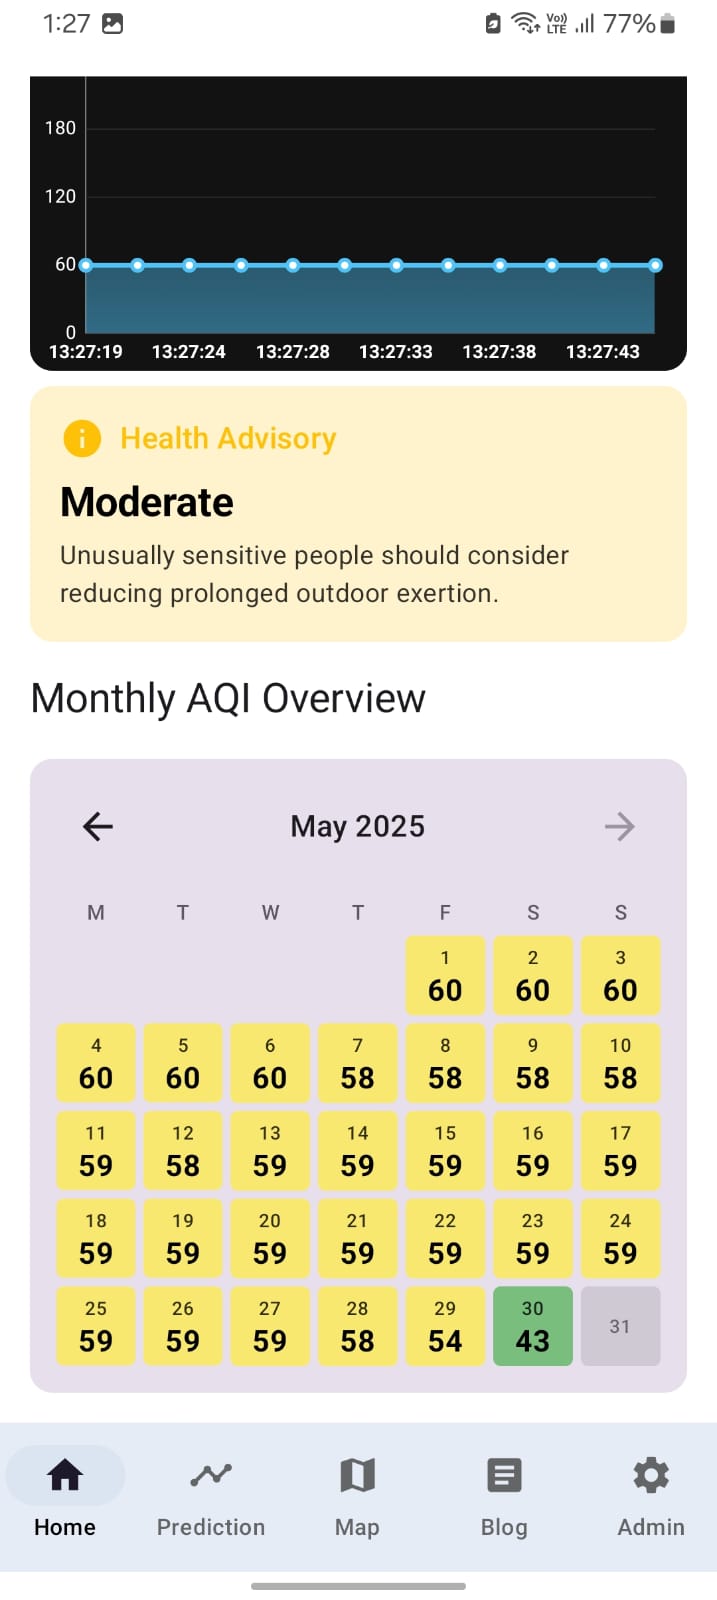 1:27 Vo)) LTE 77%
180
120
60
0
13:27:19 13:27:24 13:27:28 13:27:33 13:27:38 13:27:43
Health Advisory
Moderate
Unusually sensitive people should consider
reducing prolonged outdoor exertion.
Monthly AQI Overview
May 2025
M T W T F S S
1 2 3
60 60 60
4 5 6 7 8 9 10
60 60 60 58 58 58 58
11 12 13 14 15 16 17
59 58 59 59 59 59 59
18 19 20 21 22 23 24
59 59 59 59 59 59 59
25 26 27 28 29 30 31
59 59 59 58 54 43
Home Prediction Map Blog Admin